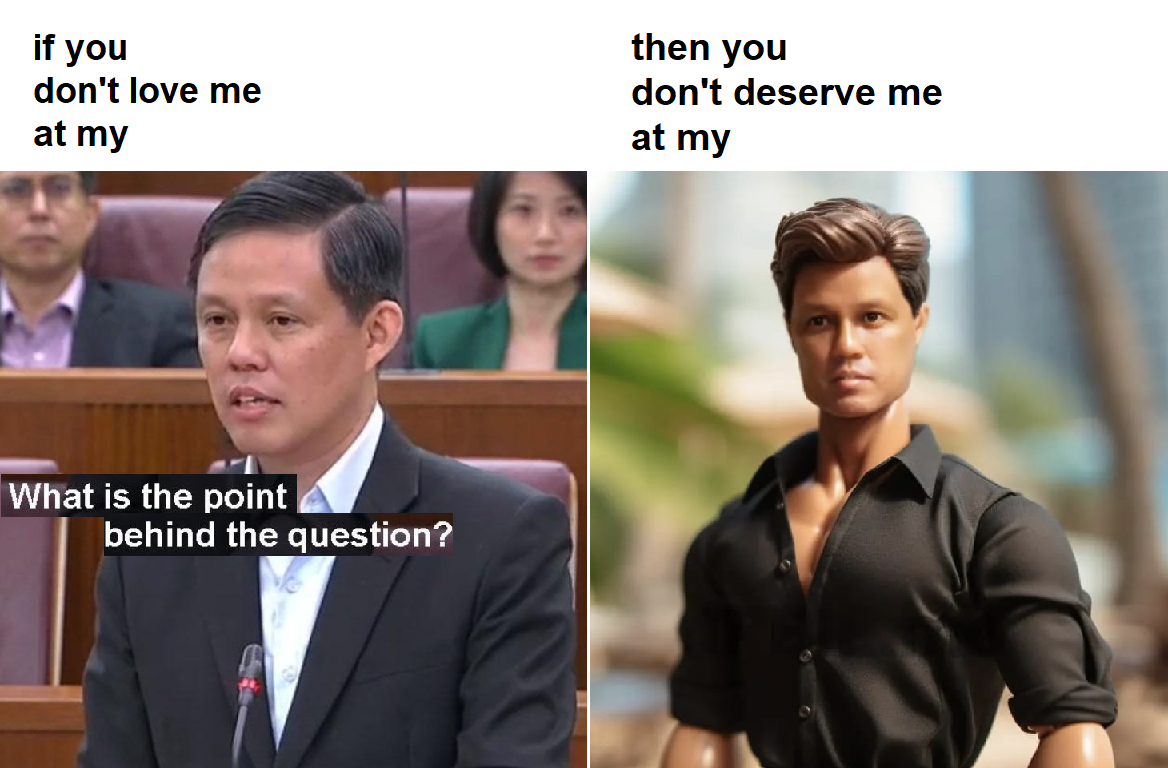 if you
don't love me
at my
then you
don't deserve me
at my
What is the point
behind the question?